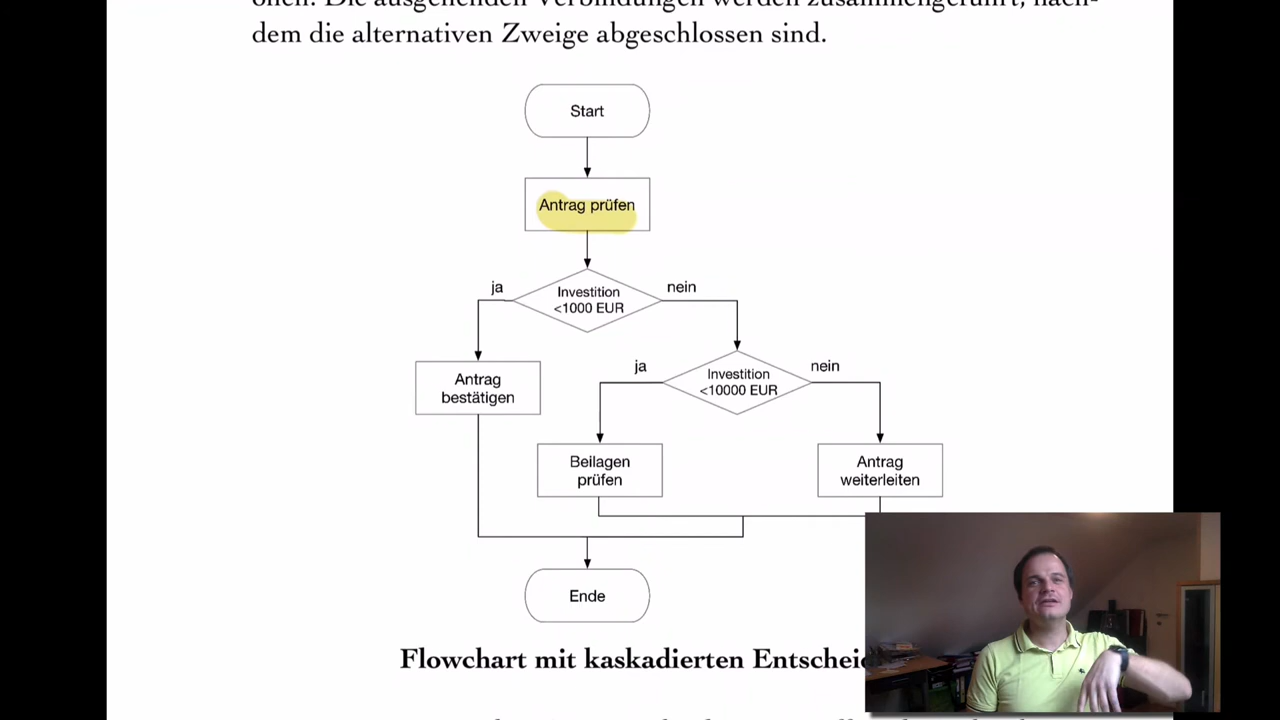 dem die alternativen Zweige abgeschlossen sind.
Start
Antrag prüfen
ja
nein
Investition
<1000 EUR
Antrag
bestätigen
ja
nein
Investition
<10000 EUR
Beilagen
prüfen
Antrag
weiterleiten
Ende
Flowchart mit kaskadierten